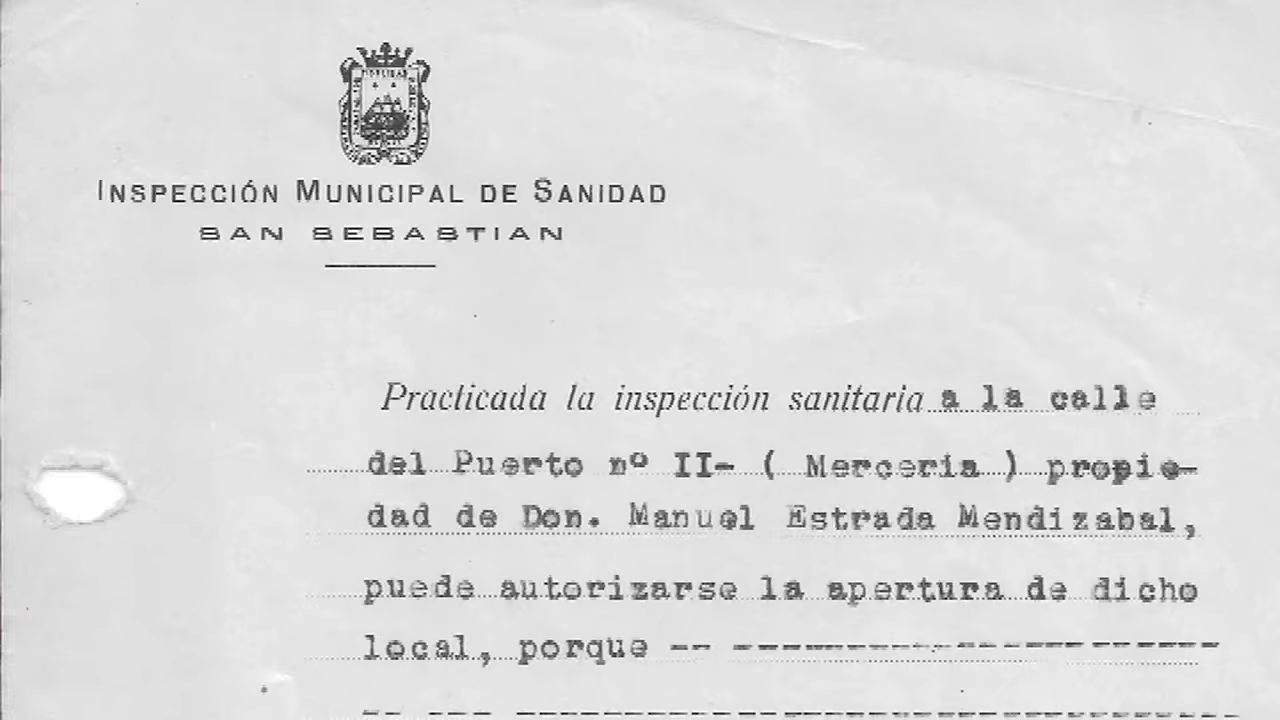 INSPECCIÓN MUNICIPAL DE SANIDAD
SAN SEBASTIAN
Practicada la inspección sanitaria a la calle
del Puerto nº II- ( Merceria ) propie-
dad de Don. Manuel Estrada Mendizabal,
puede autorizarse la apertura de dicho
local, porque -- ----------------------
-- --- --------------------------------